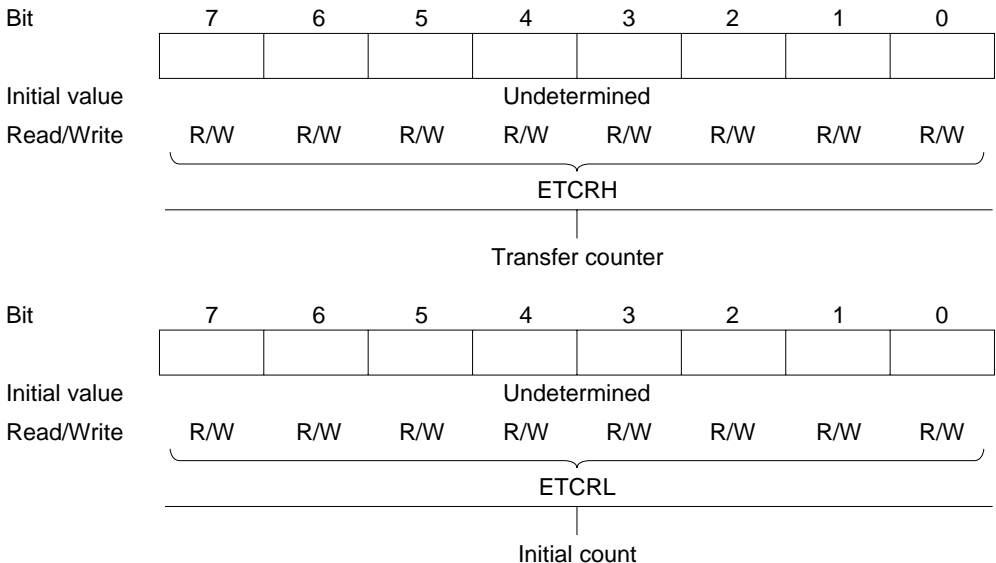 Bit 7 6 5 4 3 2 1 0
Initial value Undetermined
Read/Write R/W R/W R/W R/W R/W R/W R/W R/W
ETCRH
Transfer counter
Bit 7 6 5 4 3 2 1 0
Initial value Undetermined
Read/Write R/W R/W R/W R/W R/W R/W R/W R/W
ETCRL
Initial count